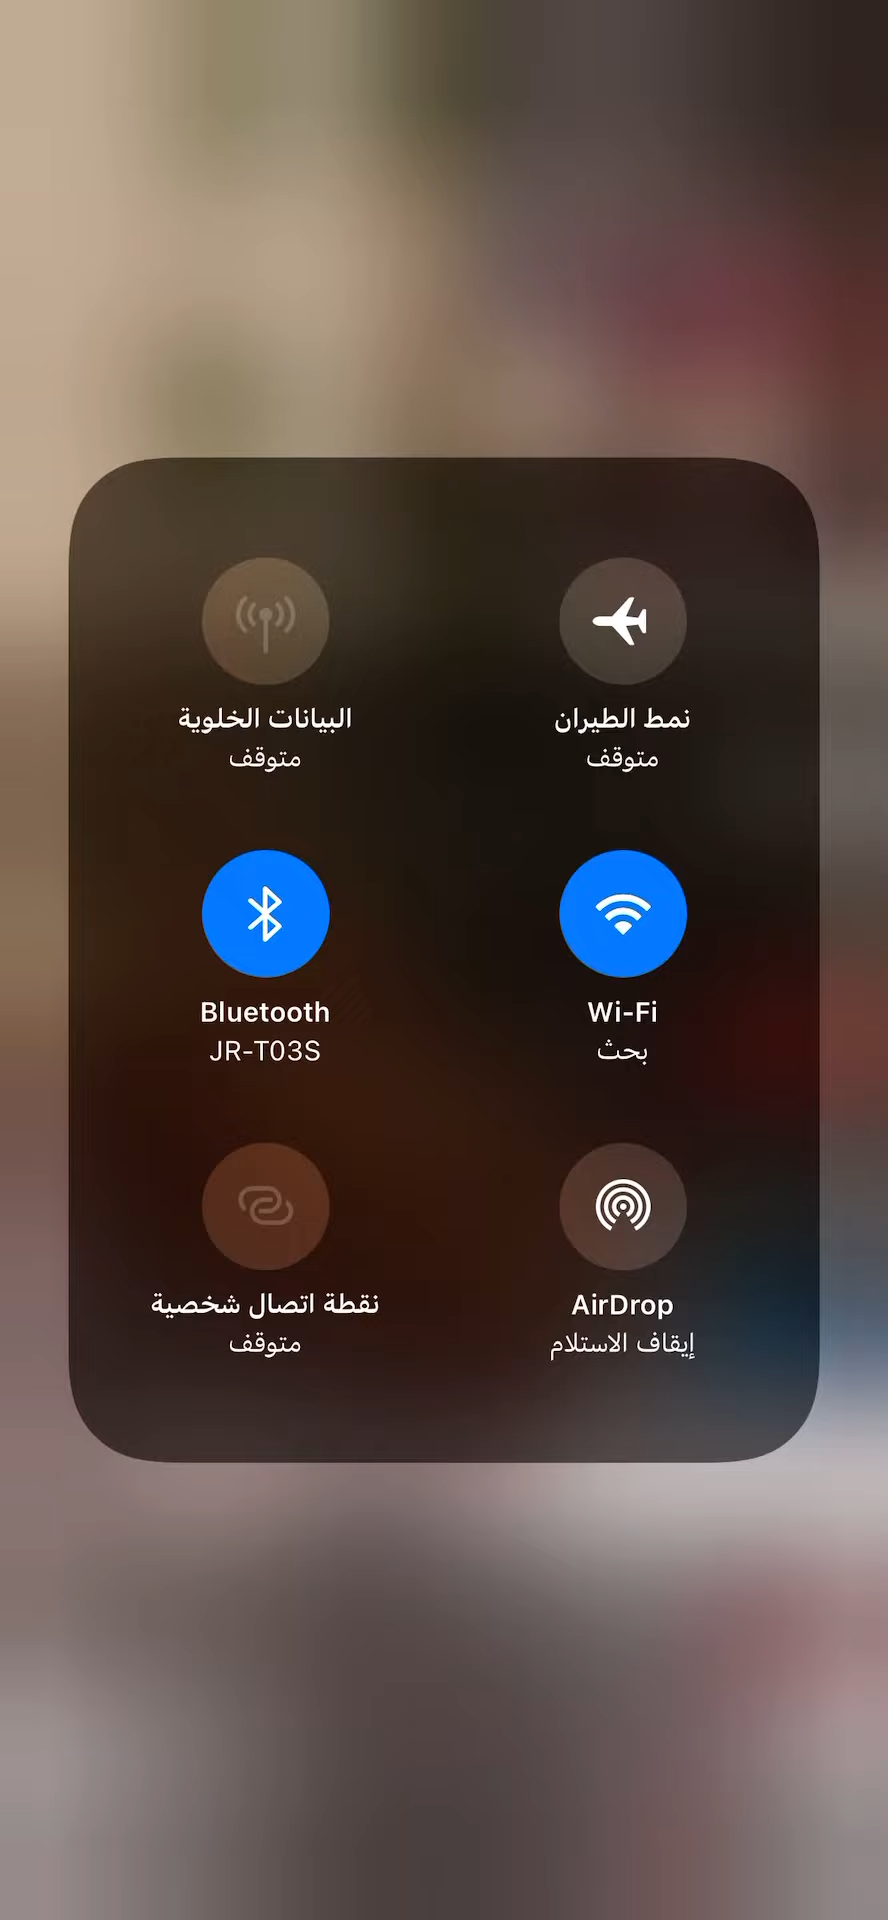 نمط الطيران
متوقف
البيانات الخلوية
متوقف
Wi-Fi
بحث
Bluetooth
JR-T03S
AirDrop
إيقاف الاستلام
نقطة اتصال شخصية
متوقف